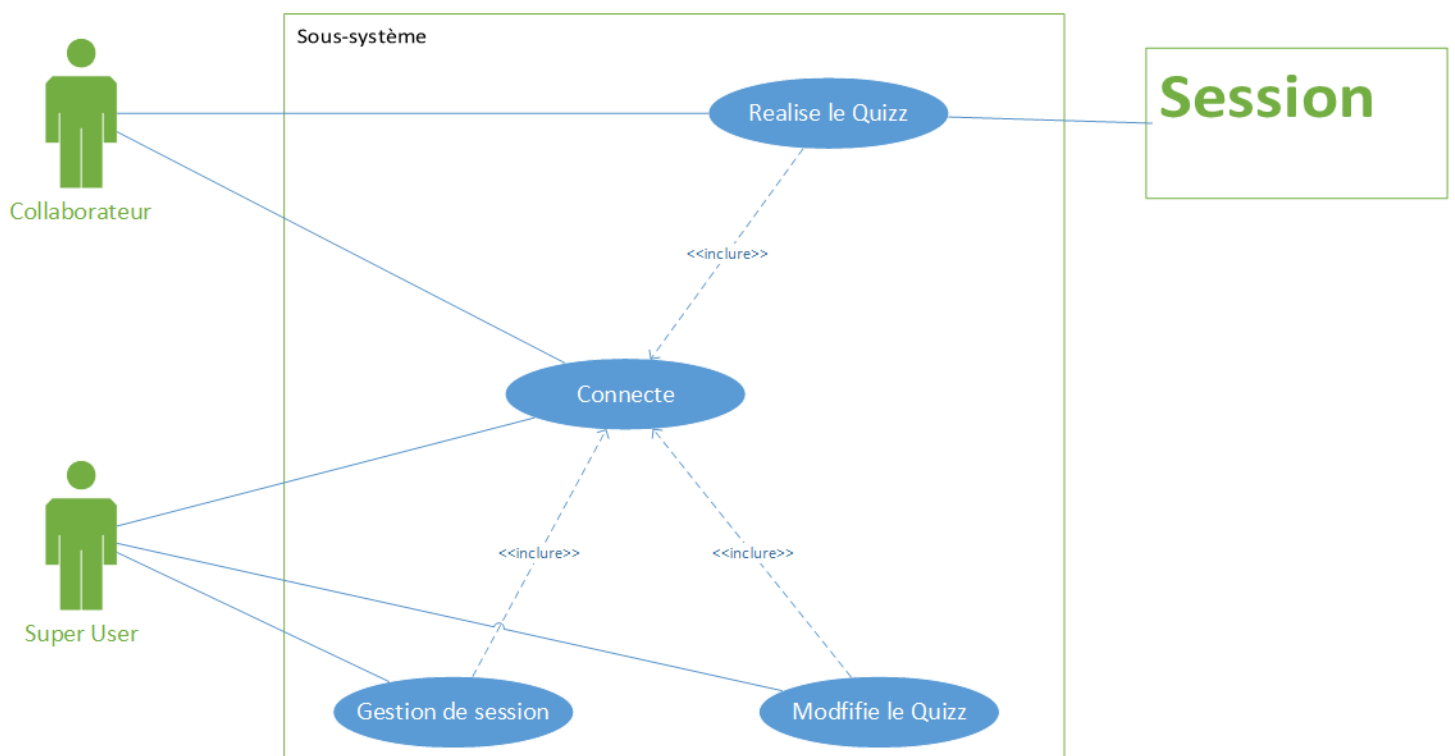 Sous-système
Realise le Quizz
Session
Collaborateur
<<inclure>>
Connecte
<<inclure>>
<<inclure>>
Super User
Gestion de session
Modfifie le Quizz